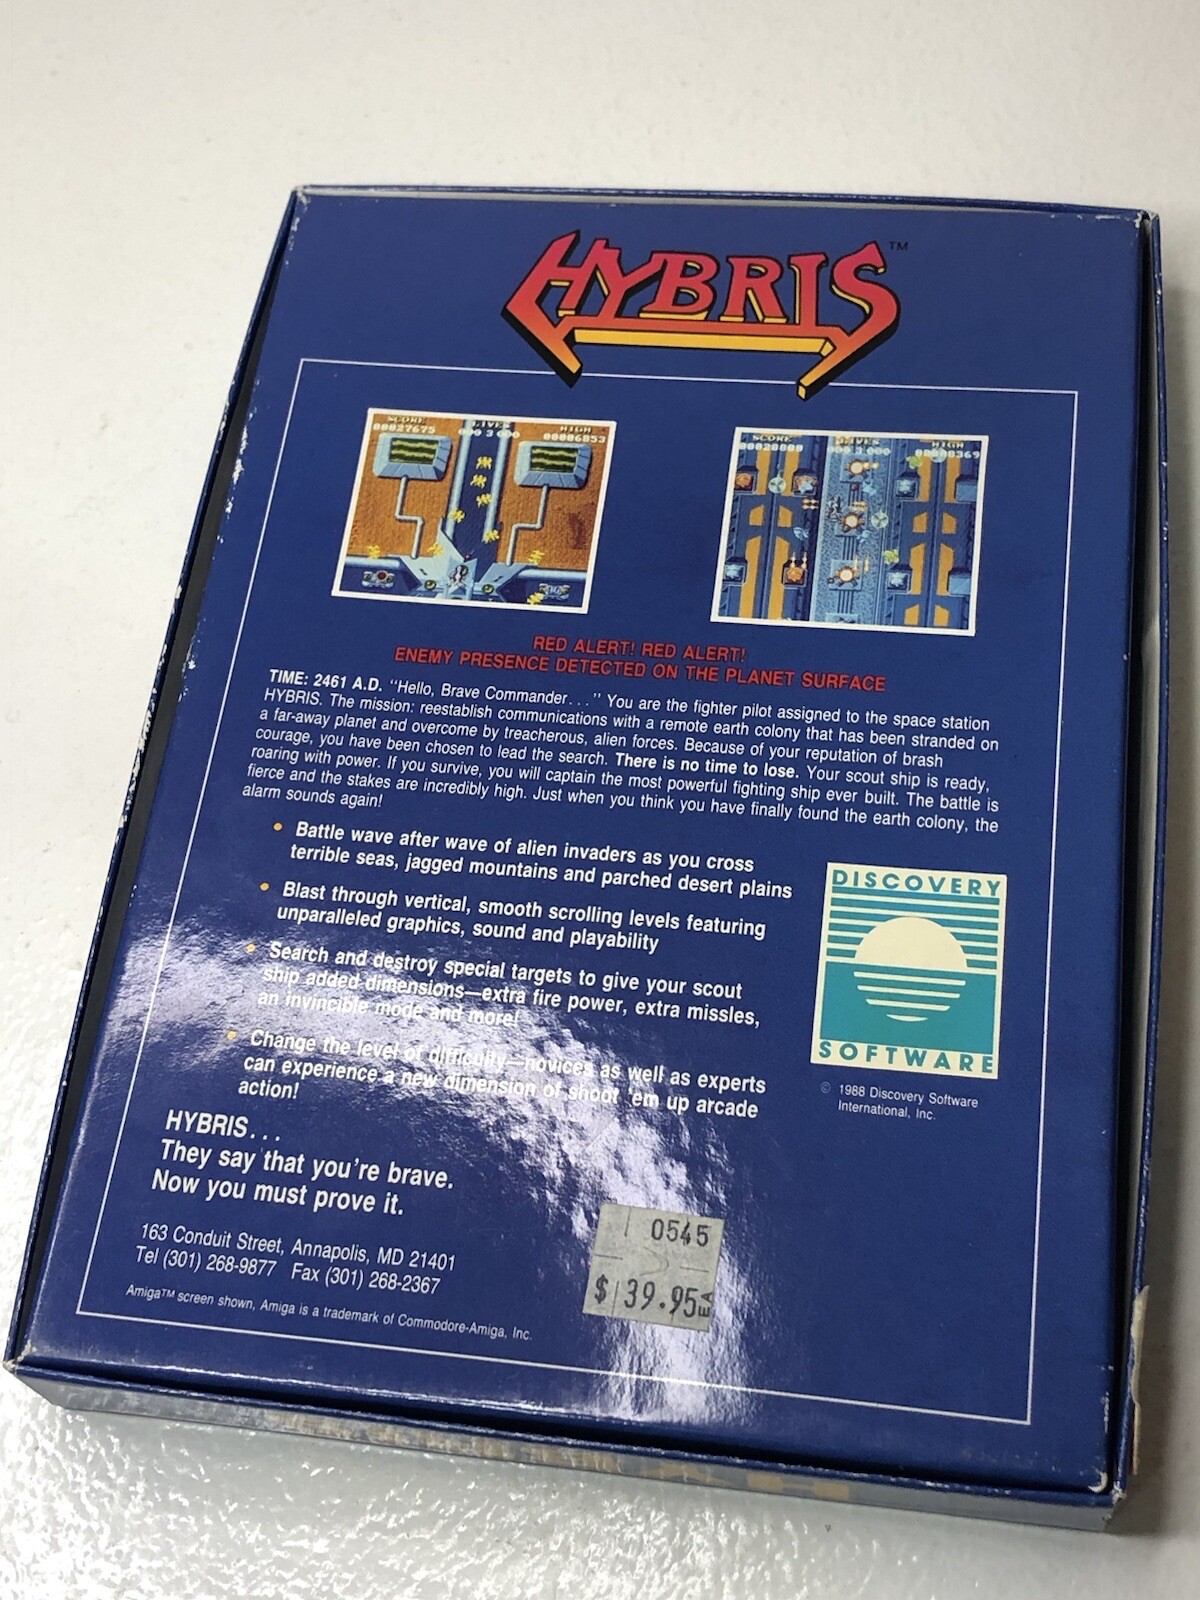 HYBRIS™
SCORE LIVES HIGH
00027675 000 3 000 00006853
SCORE LIVES HIGH
RED ALERT! RED ALERT!
ENEMY PRESENCE DETECTED ON THE PLANET SURFACE
TIME: 2461 A.D. "Hello, Brave Commander..." You are the fighter pilot assigned to the space station
HYBRIS. The mission: reestablish communications with a remote earth colony that has been stranded on
a far-away planet and overcome by treacherous, alien forces. Because of your reputation of brash
courage, you have been chosen to lead the search. There is no time to lose. Your scout ship is ready,
roaring with power. If you survive, you will captain the most powerful fighting ship ever built. The battle is
fierce and the stakes are incredibly high. Just when you think you have finally found the earth colony, the
alarm sounds again!
• Battle wave after wave of alien invaders as you cross
terrible seas, jagged mountains and parched desert plains
• Blast through vertical, smooth scrolling levels featuring
unparalleled graphics, sound and playability
• Search and destroy special targets to give your scout
ship added dimensions—extra fire power, extra missles,
an invincible mode and more!
• Change the level of difficulty—novices as well as experts
can experience a new dimension of shoot 'em up arcade
action!
DISCOVERY
SOFTWARE
© 1988 Discovery Software
International, Inc.
HYBRIS...
They say that you're brave.
Now you must prove it.
163 Conduit Street, Annapolis, MD 21401
Tel (301) 268-9877 Fax (301) 268-2367
Amiga™ screen shown, Amiga is a trademark of Commodore-Amiga, Inc.
0545
$ 39.95 EA